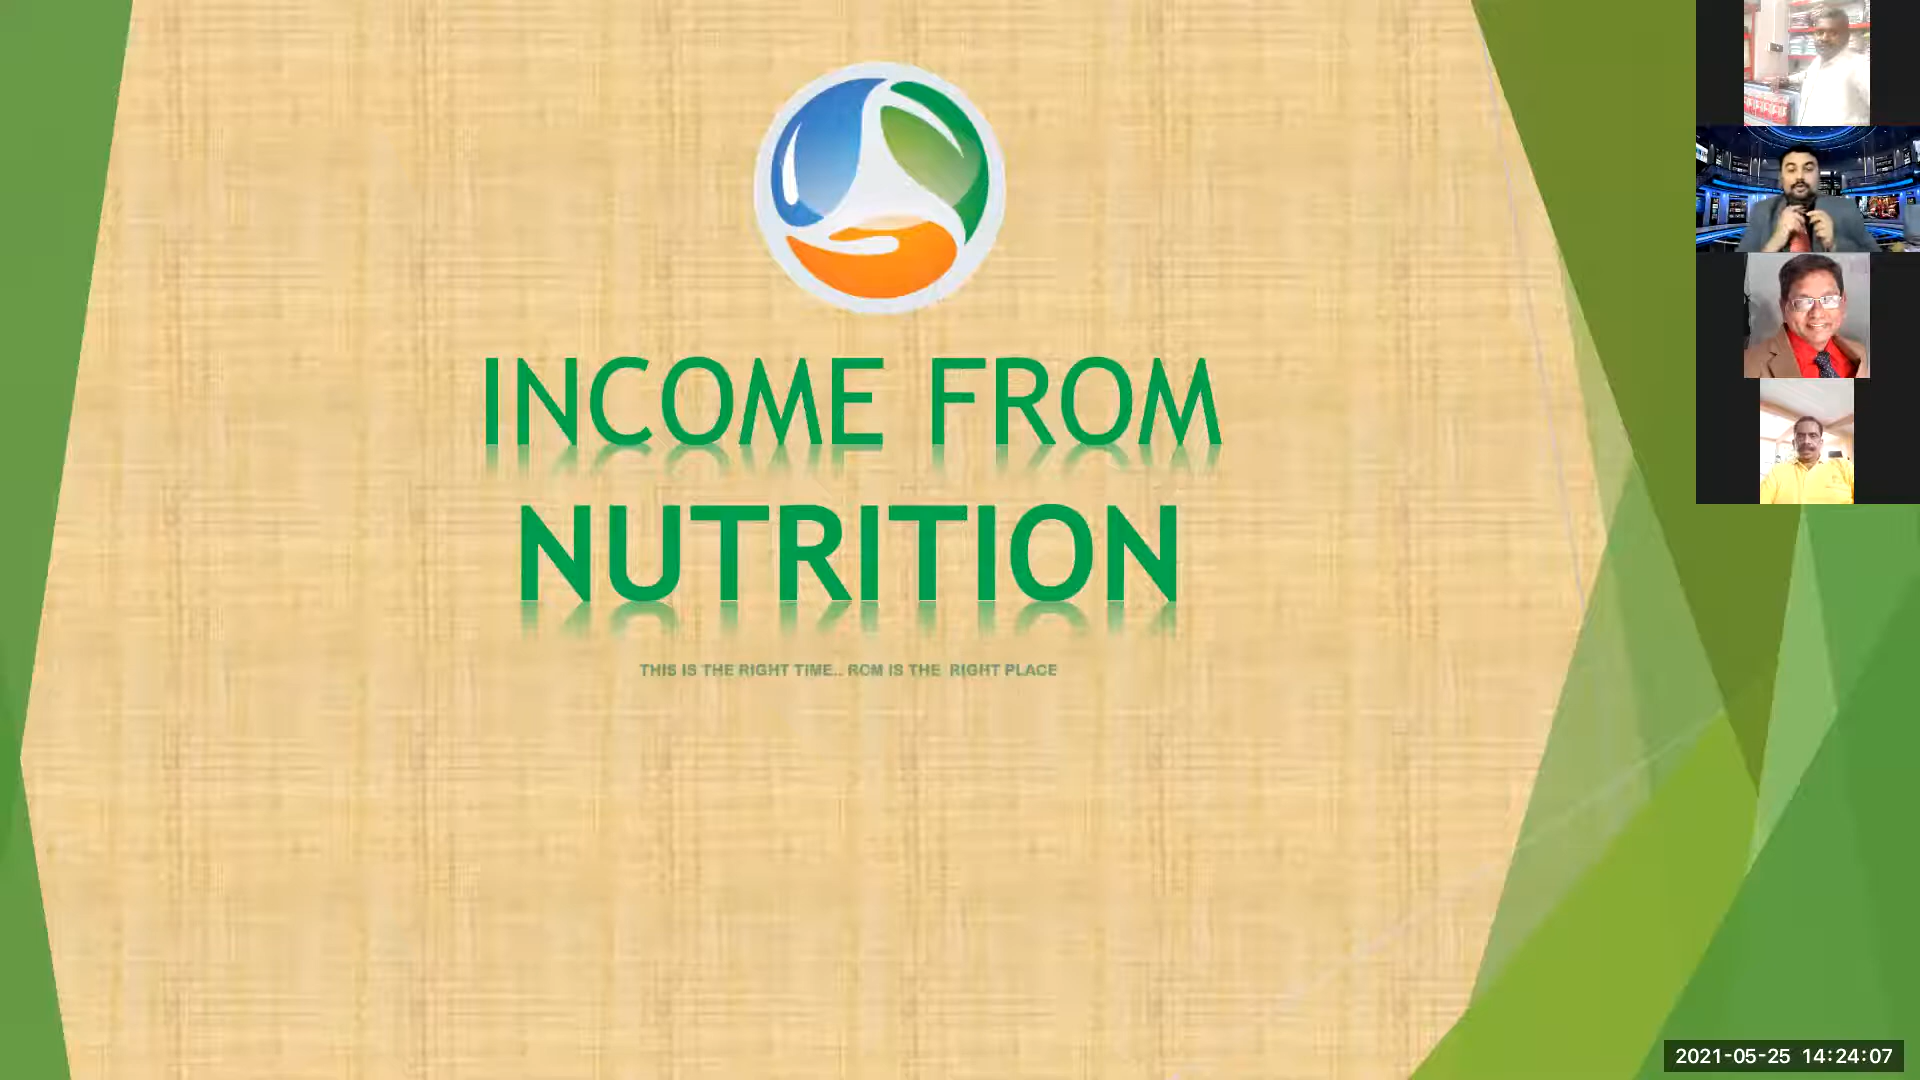 INCOME FROM
NUTRITION
THIS IS THE RIGHT TIME.. RCM IS THE RIGHT PLACE
2021-05-25 14:24:07